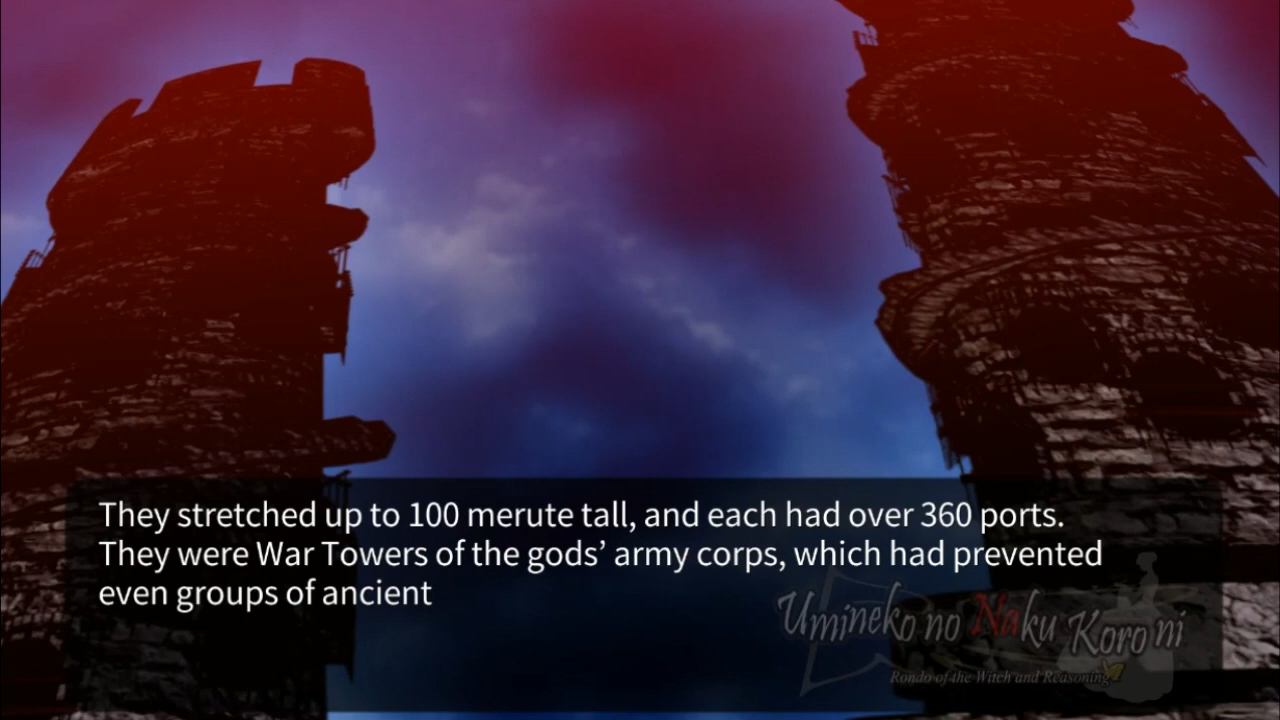 They stretched up to 100 merute tall, and each had over 360 ports.
They were War Towers of the gods’ army corps, which had prevented
even groups of ancient
Umineko no Naku Koro ni
Rondo of the Witch and Reasoning